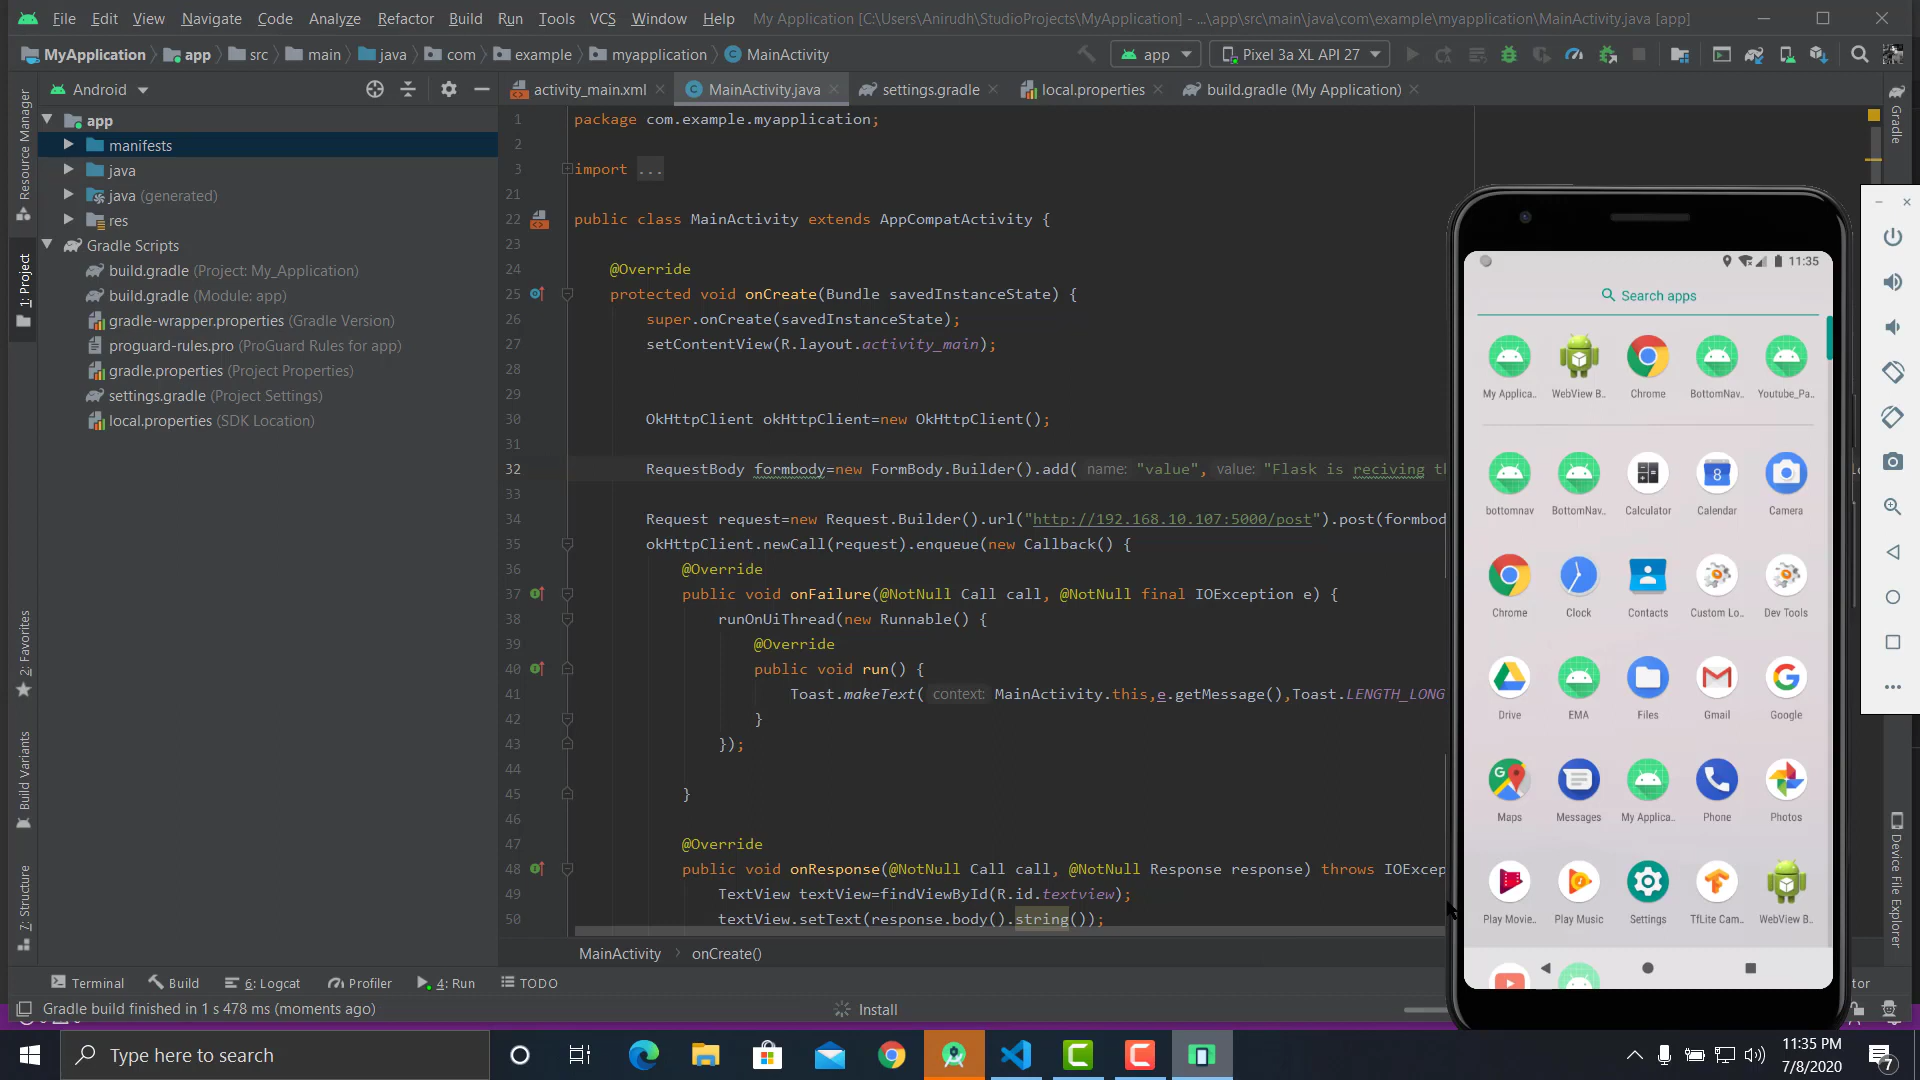 File Edit View Navigate Code Analyze Refactor Build Run Tools VCS Window Help My Application [C:\Users\Anirudh\StudioProjects\MyApplication] - ...\app\src\main\java\com\example\myapplication\MainActivity.java [app]
MyApplication app src main java com example myapplication MainActivity app Pixel 3a XL API 27
Android activity_main.xml MainActivity.java settings.gradle local.properties build.gradle (My Application)
Resource Manager
1: Project
2: Favorites
Build Variants
7: Structure
app
manifests
java
java (generated)
res
Gradle Scripts
build.gradle (Project: My_Application)
build.gradle (Module: app)
gradle-wrapper.properties (Gradle Version)
proguard-rules.pro (ProGuard Rules for app)
gradle.properties (Project Properties)
settings.gradle (Project Settings)
local.properties (SDK Location)
1 package com.example.myapplication;
2
3 import ...
21
22 public class MainActivity extends AppCompatActivity {
23
24 @Override
25 protected void onCreate(Bundle savedInstanceState) {
26 super.onCreate(savedInstanceState);
27 setContentView(R.layout.activity_main);
28
29
30 OkHttpClient okHttpClient=new OkHttpClient();
31
32 RequestBody formbody=new FormBody.Builder().add( name: "value", value: "Flask is reciving th
33
34 Request request=new Request.Builder().url("http://192.168.10.107:5000/post").post(formbod
35 okHttpClient.newCall(request).enqueue(new Callback() {
36 @Override
37 public void onFailure(@NotNull Call call, @NotNull final IOException e) {
38 runOnUiThread(new Runnable() {
39 @Override
40 public void run() {
41 Toast.makeText( context: MainActivity.this,e.getMessage(),Toast.LENGTH_LONG
42 }
43 });
44
45 }
46
47 @Override
48 public void onResponse(@NotNull Call call, @NotNull Response response) throws IOExcep
49 TextView textView=findViewById(R.id.textview);
50 textView.setText(response.body().string());
MainActivity onCreate()
Gradle
Device File Explorer
11:35
Search apps
My Applica.. WebView B.. Chrome BottomNav.. Youtube_Pa..
bottomnav BottomNav.. Calculator Calendar Camera
8
Chrome Clock Contacts Custom Lo.. Dev Tools
Drive EMA Files Gmail Google
Maps Messages My Applica.. Phone Photos
Play Movie.. Play Music Settings TfLite Cam.. WebView B..
Terminal Build 6: Logcat Profiler 4: Run TODO
tor
Gradle build finished in 1 s 478 ms (moments ago) Install
Type here to search
11:35 PM
7/8/2020
7